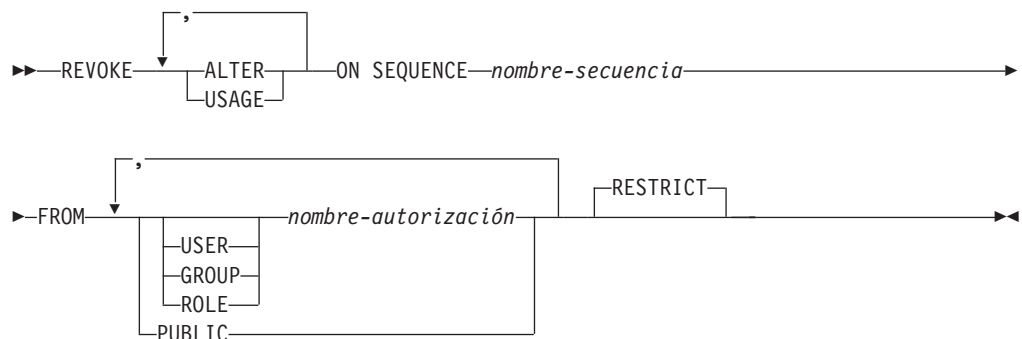 ,
REVOKE ALTER ON SEQUENCE nombre-secuencia
USAGE
,
RESTRICT
FROM nombre-autorización
USER
GROUP
ROLE
PUBLIC